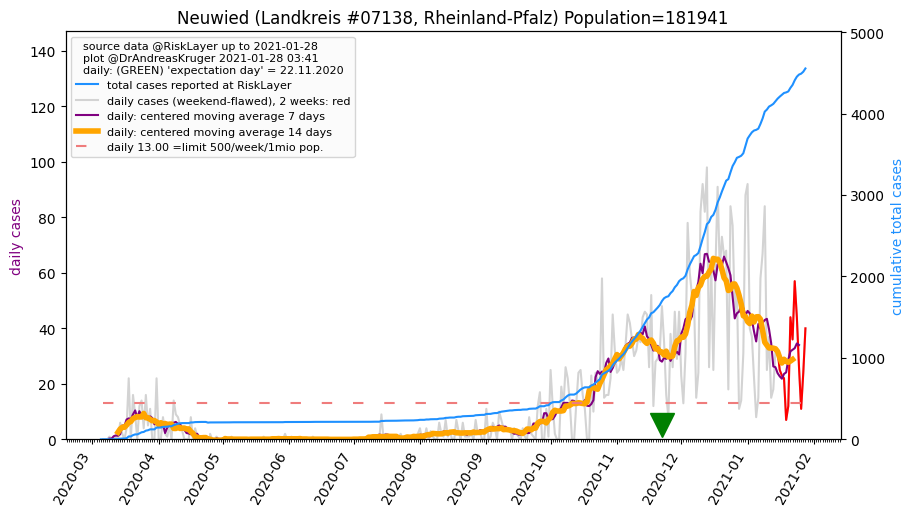 Neuwied (Landkreis #07138, Rheinland-Pfalz) Population=181941
source data @RiskLayer up to 2021-01-28
plot @DrAndreasKruger 2021-01-28 03:41
daily: (GREEN) 'expectation day' = 22.11.2020
total cases reported at RiskLayer
daily cases (weekend-flawed), 2 weeks: red
daily: centered moving average 7 days
daily: centered moving average 14 days
daily 13.00 =limit 500/week/1mio pop.
daily cases
140
120
100
80
60
40
20
0
cumulative total cases
5000
4000
3000
2000
1000
0
2020-03
2020-04
2020-05
2020-06
2020-07
2020-08
2020-09
2020-10
2020-11
2020-12
2021-01
2021-02